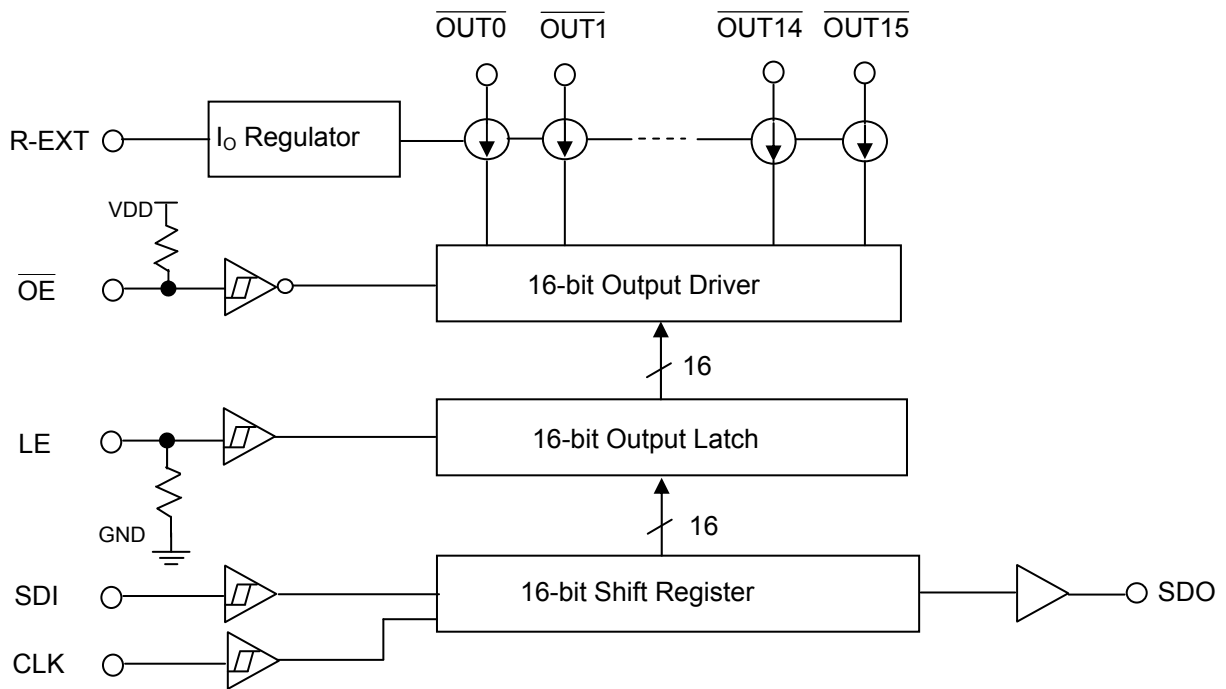 OUT0 OUT1 OUT14 OUT15
R-EXT
I₀ Regulator
VDD
OE
16-bit Output Driver
16
LE
16-bit Output Latch
GND
16
SDI
16-bit Shift Register
SDO
CLK